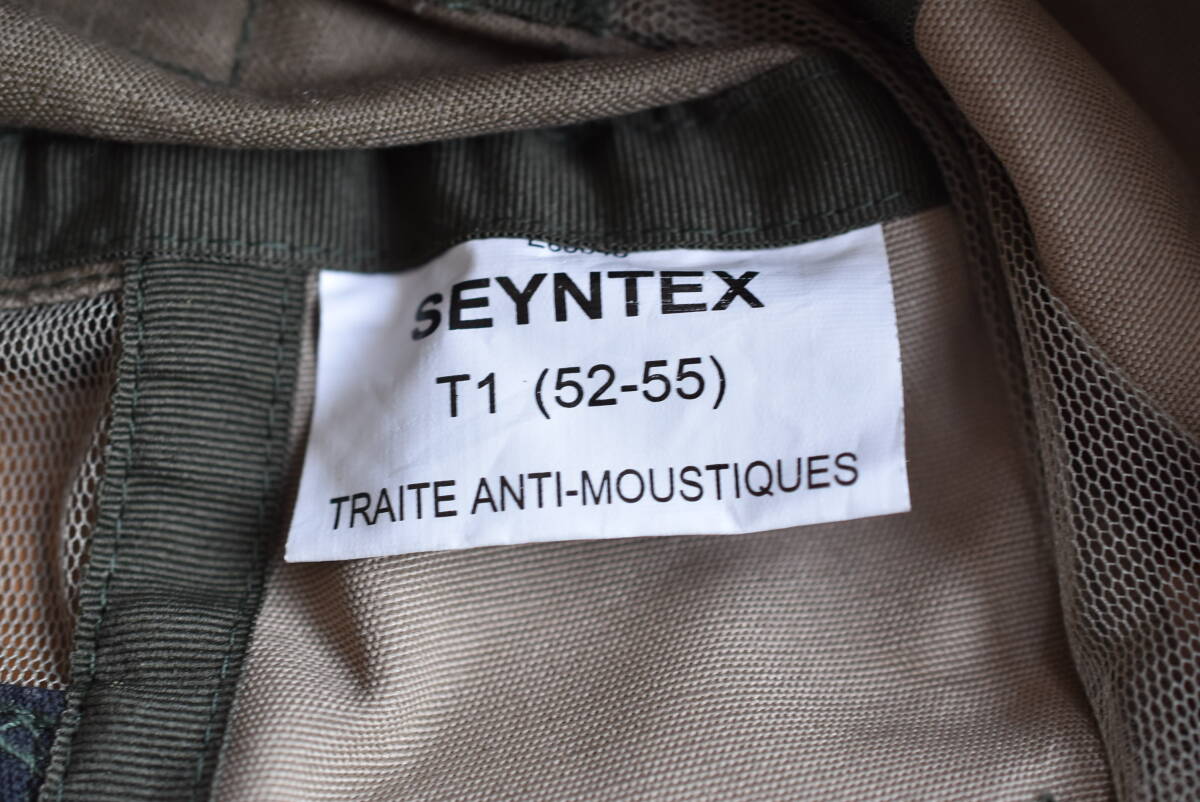 SEYNTEX
T1 (52-55)
TRAITE ANTI-MOUSTIQUES